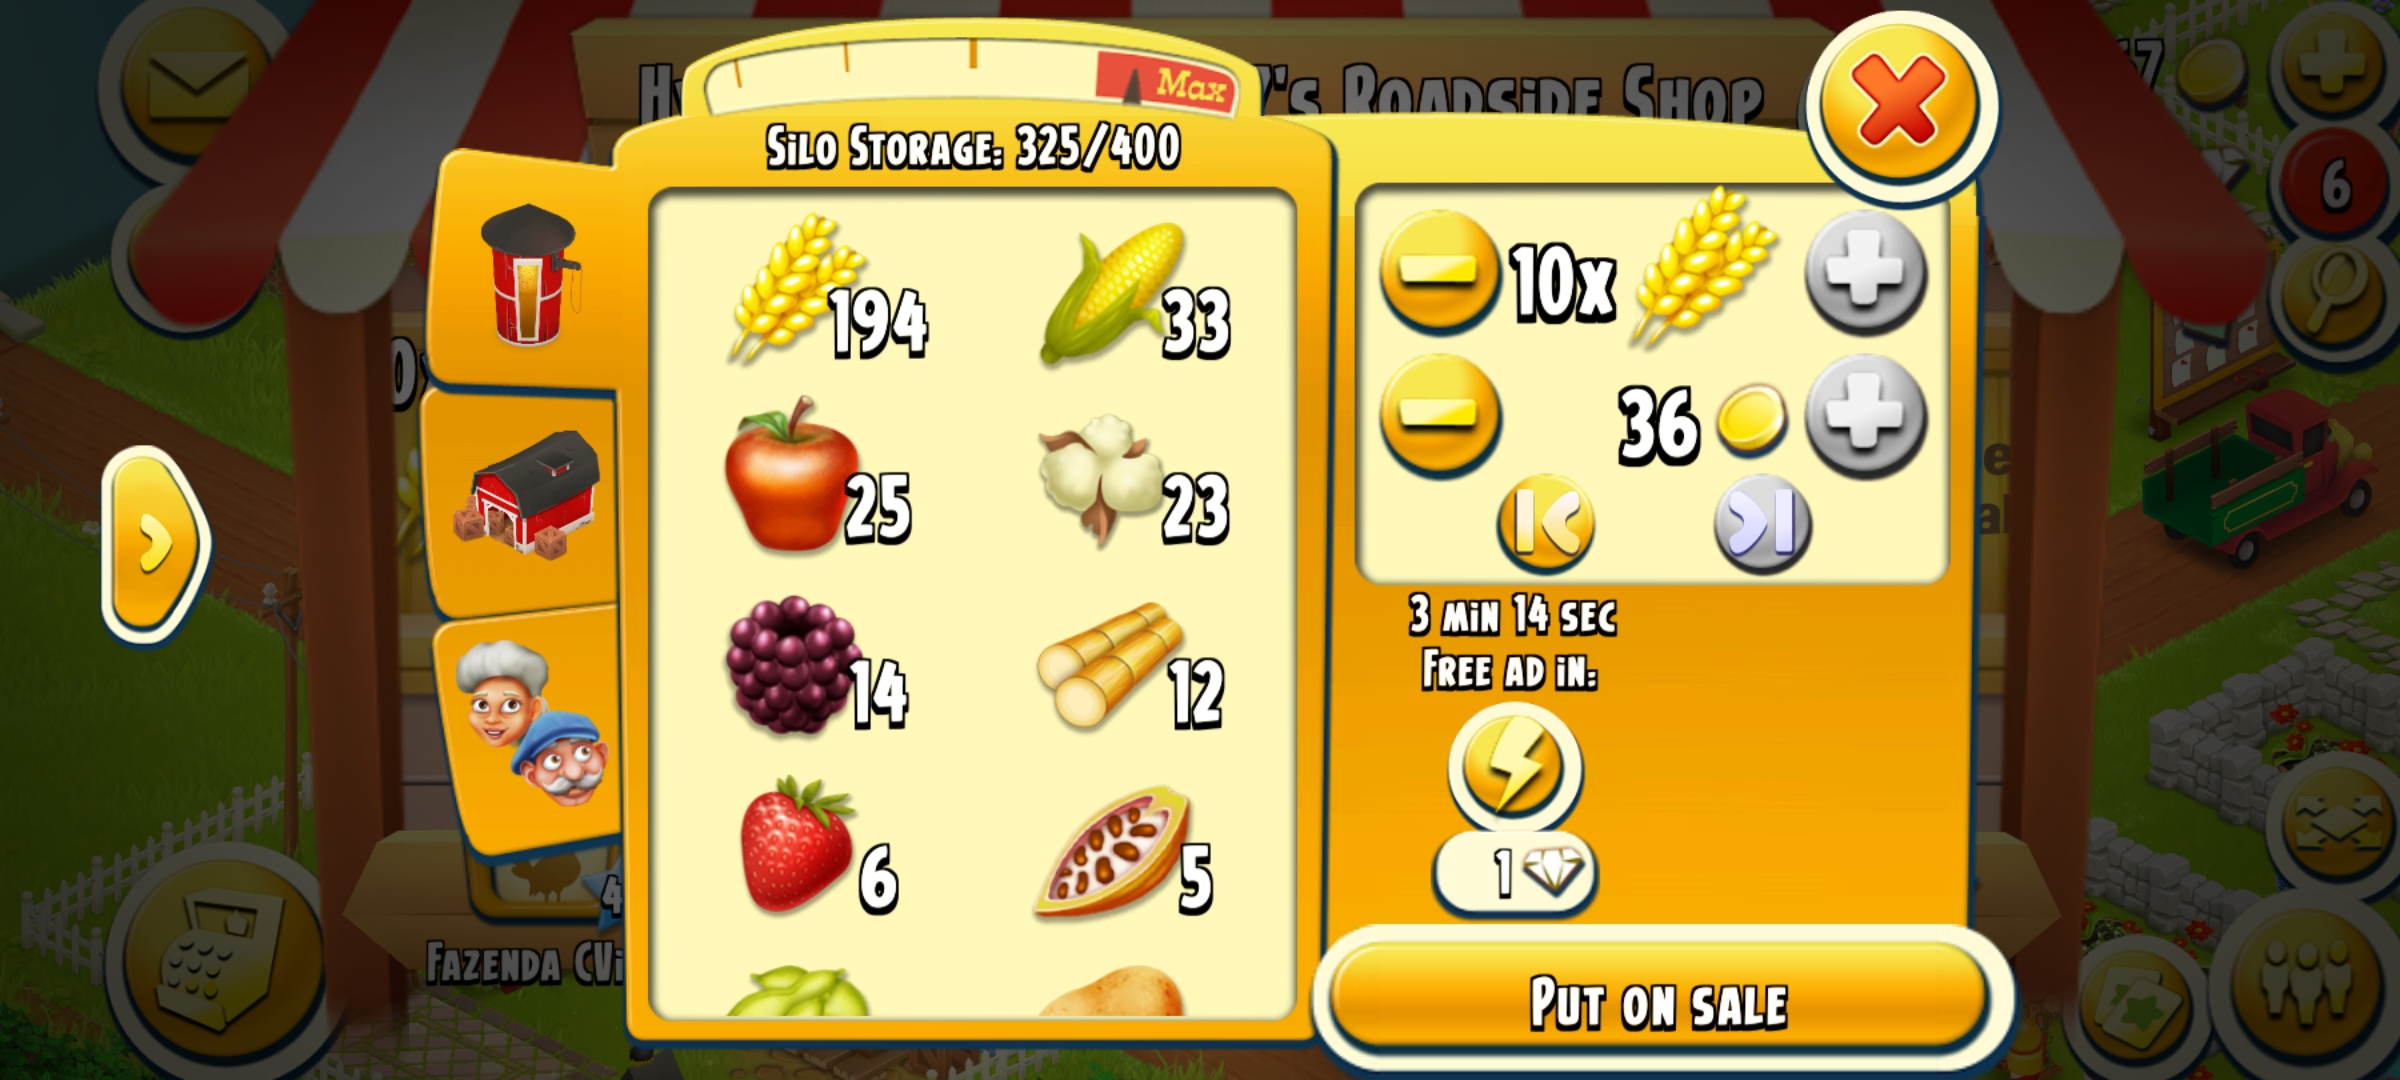 's Roadside Shop
Max
Silo Storage: 325/400
6
194
33
10x
25
23
36
14
12
3 min 14 sec
Free ad in:
6
5
1
Fazenda
Put on sale